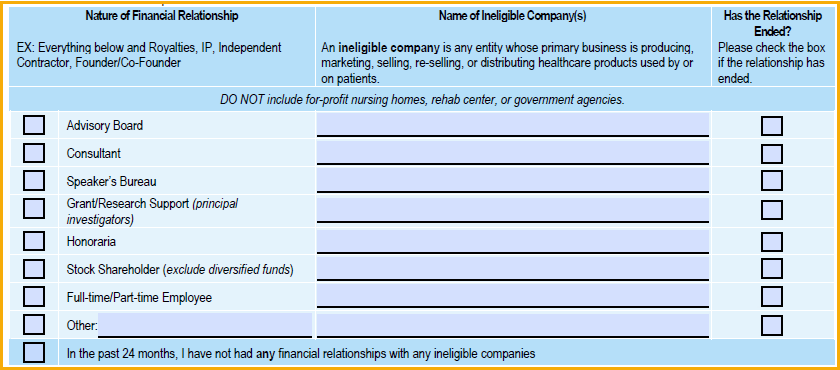 Nature of Financial Relationship
EX: Everything below and Royalties, IP, Independent
Contractor, Founder/Co-Founder
Name of Ineligible Company(s)
An ineligible company is any entity whose primary business is producing,
marketing, selling, re-selling, or distributing healthcare products used by or
on patients.
Has the Relationship
Ended?
Please check the box
if the relationship has
ended.
DO NOT include for-profit nursing homes, rehab center, or government agencies.
Advisory Board
Consultant
Speaker's Bureau
Grant/Research Support (principal
investigators)
Honoraria
Stock Shareholder (exclude diversified funds)
Full-time/Part-time Employee
Other:
In the past 24 months, I have not had any financial relationships with any ineligible companies